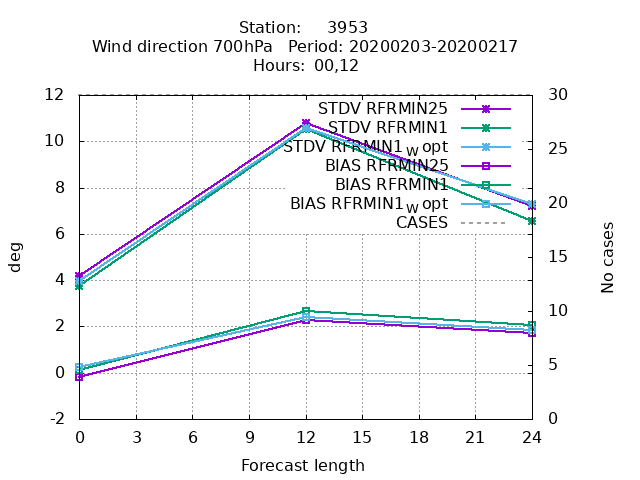 Station: 3953
Wind direction 700hPa Period: 20200203-20200217
Hours: 00,12
12
10
8
6
4
2
0
-2
deg
30
25
20
15
10
5
0
No cases
STDV RFRMIN25
STDV RFRMIN1
STDV RFRMIN1_w opt
BIAS RFRMIN25
BIAS RFRMIN1
BIAS RFRMIN1_w opt
CASES
0 3 6 9 12 15 18 21 24
Forecast length